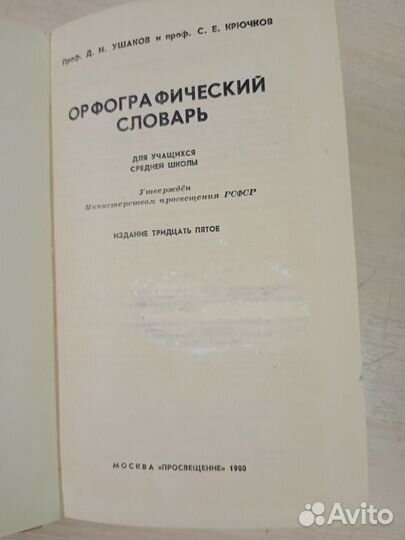 Проф. Д. Н. УШАКОВ и проф. С. Е. КРЮЧКОВ
ОРФОГРАФИЧЕСКИЙ
СЛОВАРЬ
ДЛЯ УЧАЩИХСЯ
СРЕДНЕЙ ШКОЛЫ
Утверждён
Министерством просвещения РСФСР
ИЗДАНИЕ ТРИДЦАТЬ ПЯТОЕ
МОСКВА «ПРОСВЕЩЕНИЕ» 1980
Avito